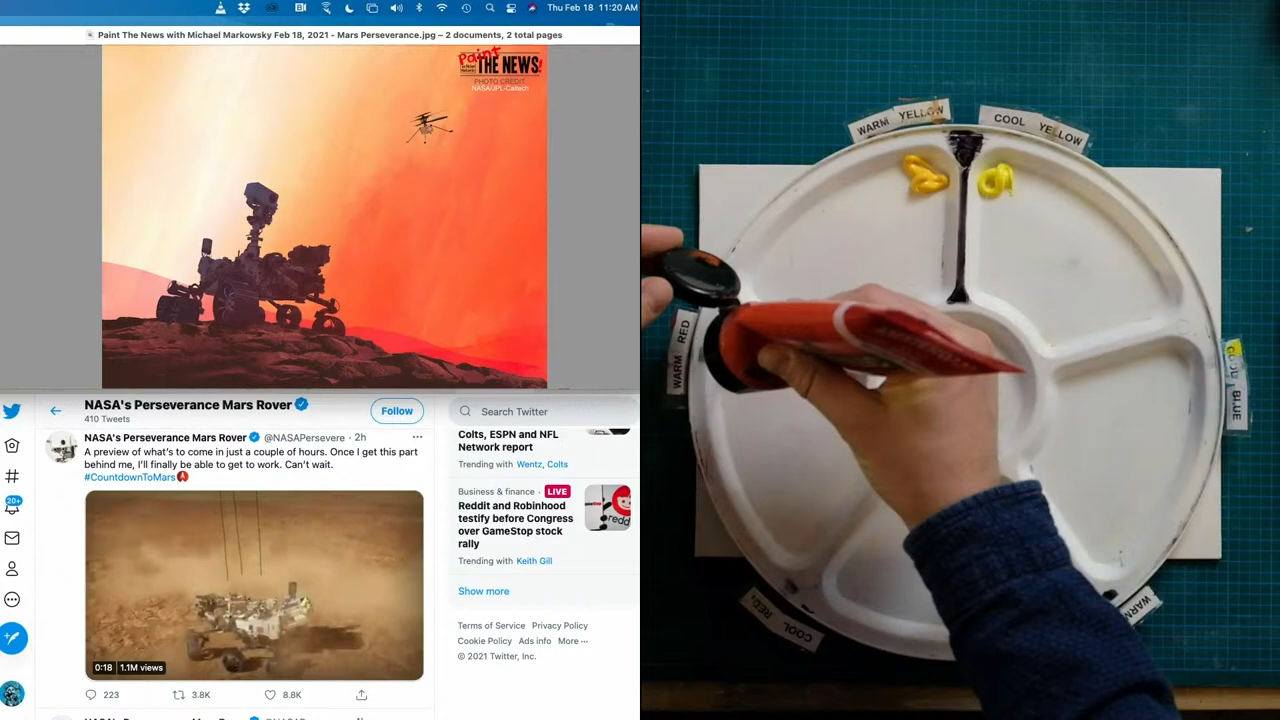 Thu Feb 18 11:20 AM
Paint The News with Michael Markowsky Feb 18, 2021 - Mars Perseverance.jpg – 2 documents, 2 total pages
Paint
THE NEWS!
PHOTO CREDIT
NASA/JPL-Caltech
NASA's Perseverance Mars Rover
410 Tweets
Follow
Search Twitter
NASA's Perseverance Mars Rover @NASAPersevere · 2h
A preview of what's to come in just a couple of hours. Once I get this part
behind me, I'll finally be able to get to work. Can't wait.
#CountdownToMars
20+
0:18 1.1M views
223 3.8K 8.8K
Colts, ESPN and NFL
Network report
Trending with Wentz, Colts
Business & finance · LIVE
Reddit and Robinhood
testify before Congress
over GameStop stock
rally
Trending with Keith Gill
Show more
Terms of Service Privacy Policy
Cookie Policy Ads info More ···
© 2021 Twitter, Inc.
WARM YELLOW
COOL YELLOW
WARM RED
COOL BLUE
COOL RED
WARM